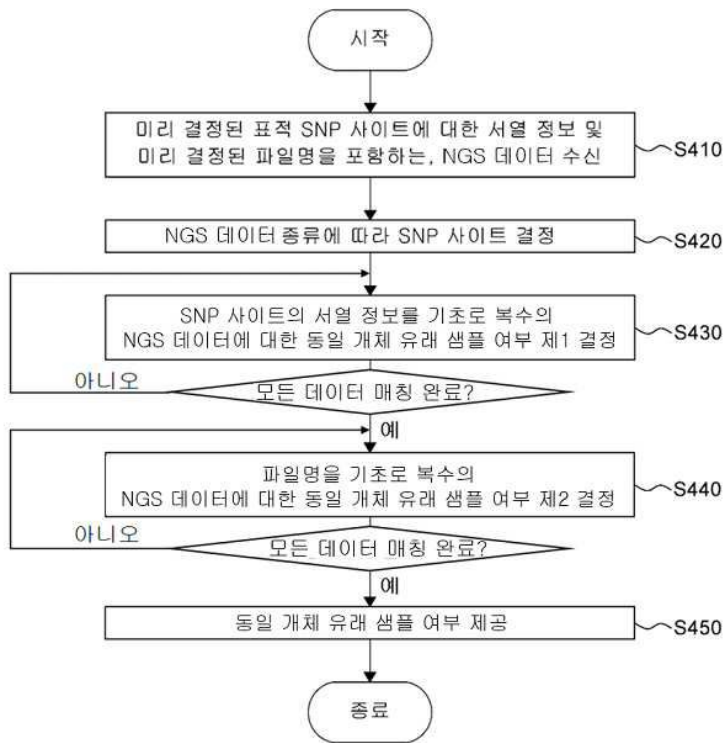 시작
미리 결정된 표적 SNP 사이트에 대한 서열 정보 및
미리 결정된 파일명을 포함하는, NGS 데이터 수신
S410
NGS 데이터 종류에 따라 SNP 사이트 결정
S420
SNP 사이트의 서열 정보를 기초로 복수의
NGS 데이터에 대한 동일 개체 유래 샘플 여부 제1 결정
S430
아니오
모든 데이터 매칭 완료?
예
파일명을 기초로 복수의
NGS 데이터에 대한 동일 개체 유래 샘플 여부 제2 결정
S440
아니오
모든 데이터 매칭 완료?
예
동일 개체 유래 샘플 여부 제공
S450
종료